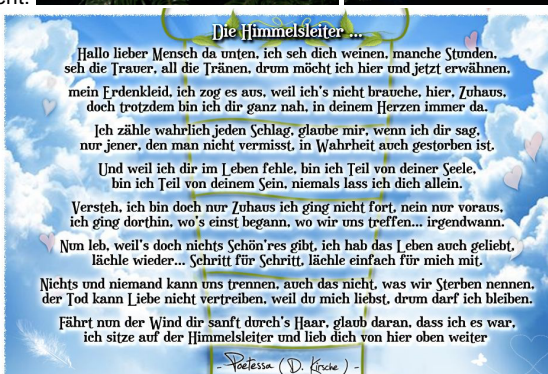 cht.
Die Himmelsleiter ...
Hallo lieber Mensch da unten, ich seh dich weinen, manche Stunden,
seh die Trauer, all die Tränen, drum möcht ich hier und jetzt erwähnen,
mein Erdenkleid, ich zog es aus, weil ich's nicht brauche, hier, Zuhaus,
doch trotzdem bin ich dir ganz nah, in deinem Herzen immer da.
Ich zähle wahrlich jeden Schlag, glaube mir, wenn ich dir sag,
nur jener, den man nicht vermisst, in Wahrheit auch gestorben ist.
Und weil ich dir im Leben fehle, bin ich Teil von deiner Seele,
bin ich Teil von deinem Sein, niemals lass ich dich allein.
Versteh, ich bin doch nur Zuhaus ich ging nicht fort, nein nur voraus,
ich ging dorthin, wo's einst begann, wo wir uns treffen... irgendwann.
Nun leb, weil's doch nichts Schön'res gibt, ich hab das Leben auch geliebt,
lächle wieder... Schritt für Schritt, lächle einfach für mich mit.
Nichts und niemand kann uns trennen, auch das nicht, was wir Sterben nennen,
der Tod kann Liebe nicht vertreiben, weil du mich liebst, drum darf ich bleiben.
Fährt nun der Wind dir sanft durch's Haar, glaub daran, dass ich es war,
ich sitze auf der Himmelsleiter und lieb dich von hier oben weiter
- Poetessa ( D. Kirsche ) -